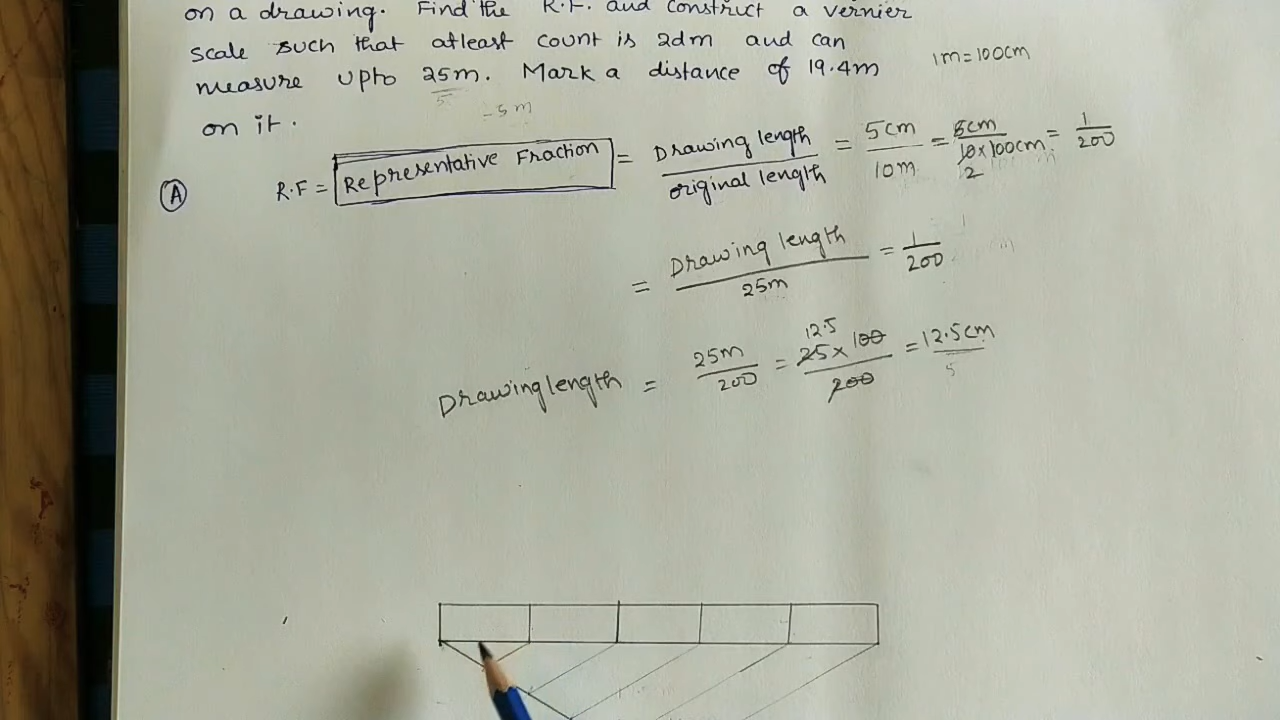 on a drawing. Find the R.F. and construct a vernier
scale such that atleast count is 2dm and can
measure upto 25m. Mark a distance of 19.4m
on it.
1m=100cm
5
-5m
A
R.F = Representative Fraction = Drawing length / original length = 5cm / 10m = 5cm / 10×100cm = 1/200
2
= Drawing length / 25m = 1/200
Drawing length = 25m/200 = 25×100/200 = 12.5cm
12.5
5